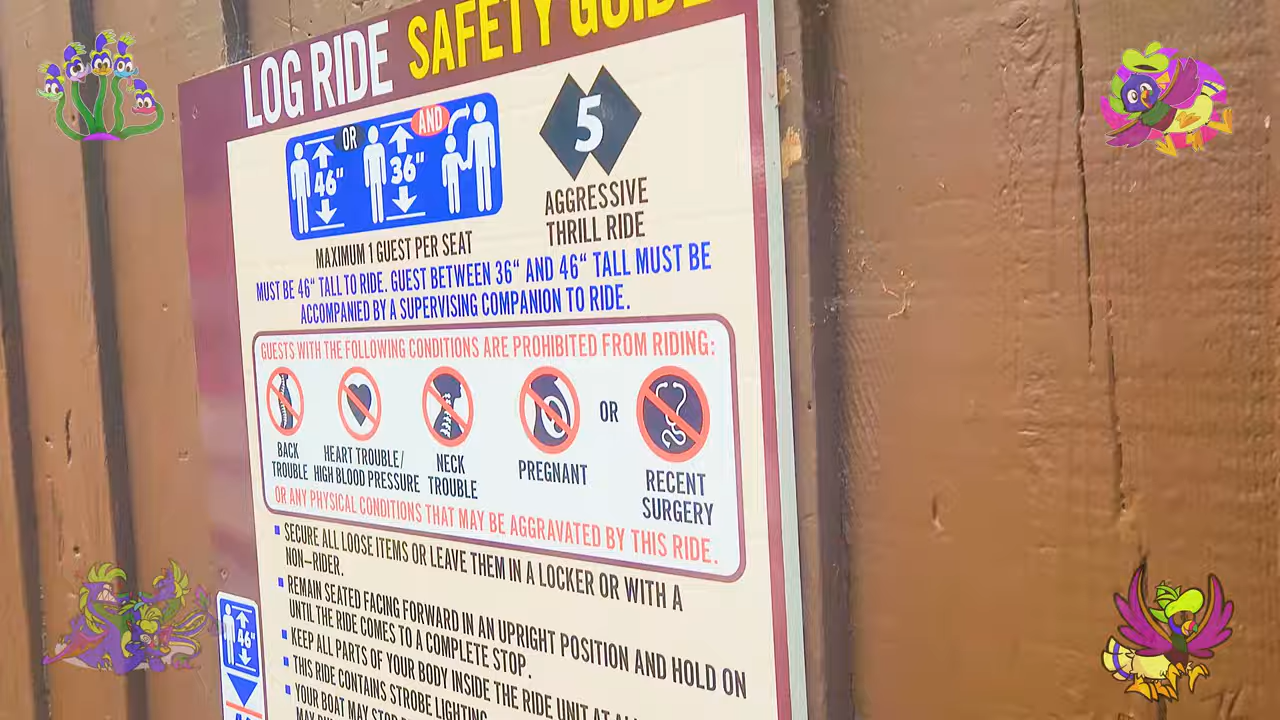 LOG RIDE SAFETY GUIDE
46" OR 36" AND
5
AGGRESSIVE
THRILL RIDE
MAXIMUM 1 GUEST PER SEAT
MUST BE 46" TALL TO RIDE. GUEST BETWEEN 36" AND 46" TALL MUST BE
ACCOMPANIED BY A SUPERVISING COMPANION TO RIDE.
GUESTS WITH THE FOLLOWING CONDITIONS ARE PROHIBITED FROM RIDING:
BACK
TROUBLE
HEART TROUBLE/
HIGH BLOOD PRESSURE
NECK
TROUBLE
PREGNANT
OR
RECENT
SURGERY
OR ANY PHYSICAL CONDITIONS THAT MAY BE AGGRAVATED BY THIS RIDE.
SECURE ALL LOOSE ITEMS OR LEAVE THEM IN A LOCKER OR WITH A
NON-RIDER.
REMAIN SEATED FACING FORWARD IN AN UPRIGHT POSITION AND HOLD ON
UNTIL THE RIDE COMES TO A COMPLETE STOP.
KEEP ALL PARTS OF YOUR BODY INSIDE THE RIDE UNIT AT
THIS RIDE CONTAINS STROBE LIGHTING
YOUR BOAT MAY STOP
46"